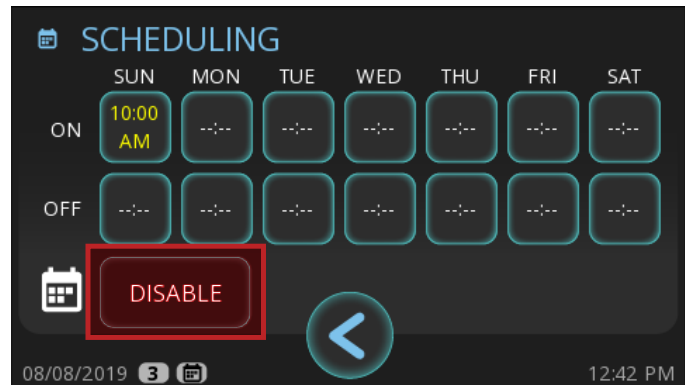 SCHEDULING
SUN MON TUE WED THU FRI SAT
ON 10:00 AM --:-- --:-- --:-- --:-- --:-- --:--
OFF --:-- --:-- --:-- --:-- --:-- --:-- --:--
DISABLE
08/08/2019 3 12:42 PM